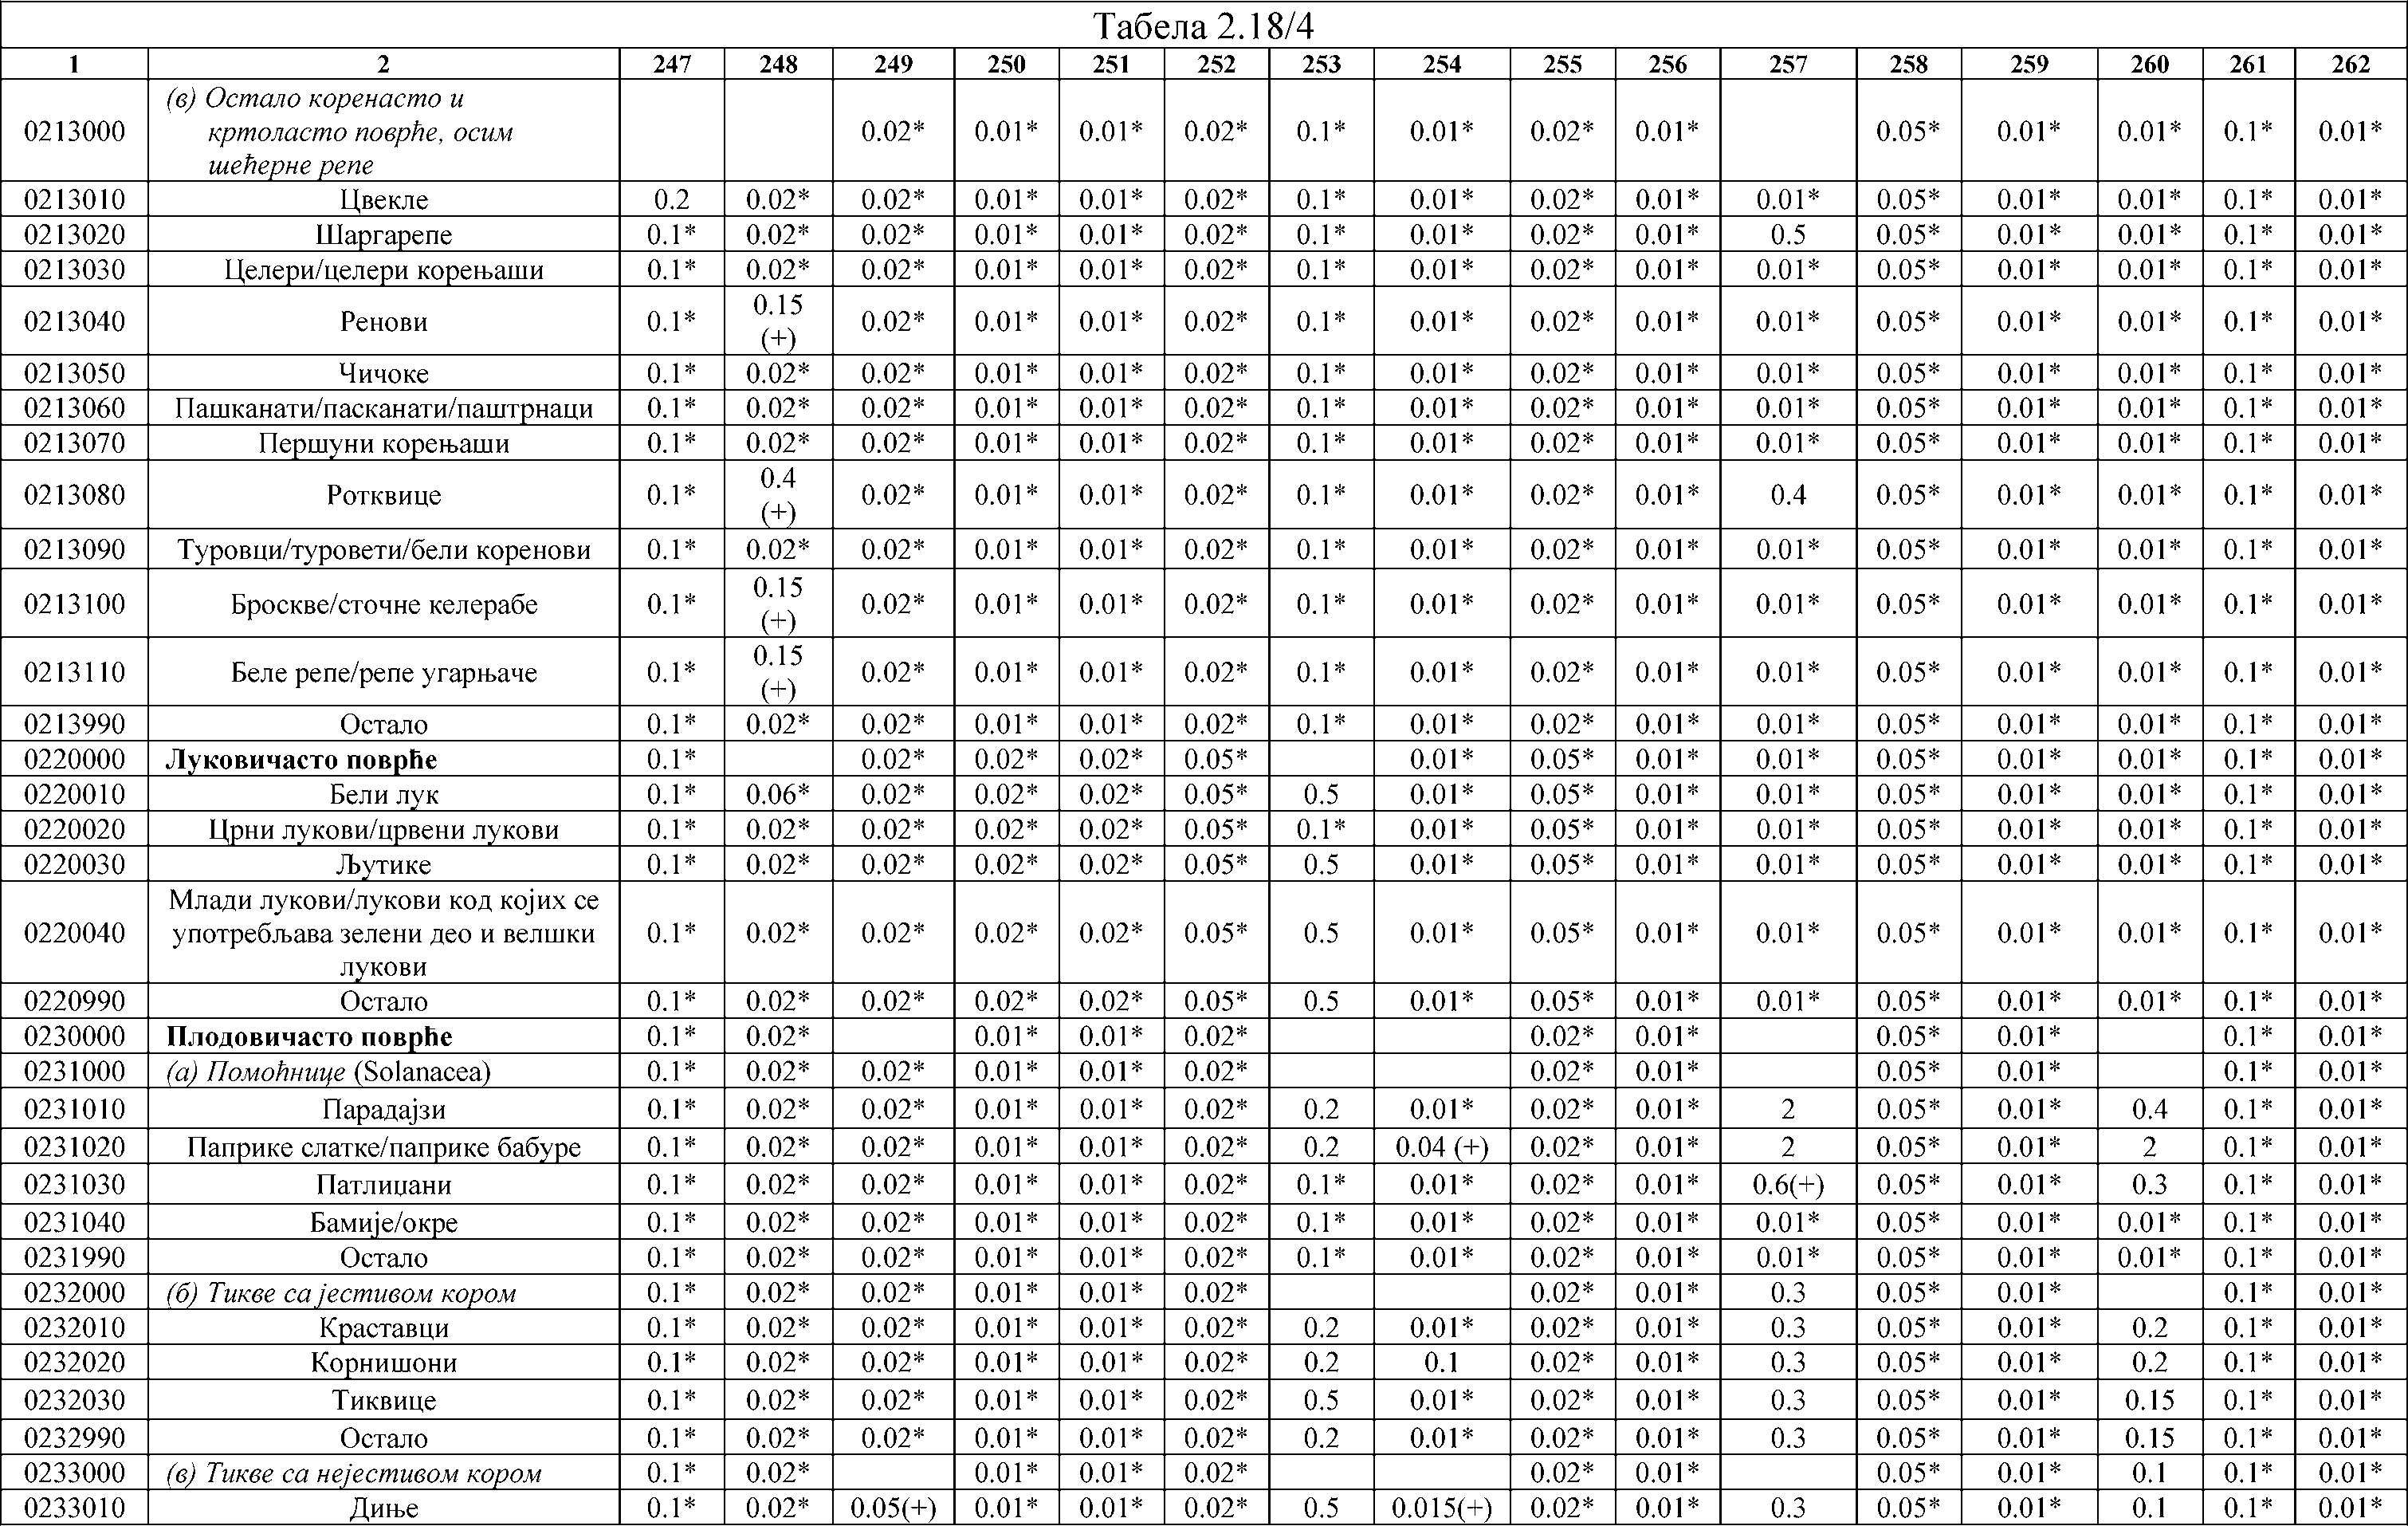 Табела 2.18/4
1 2 247 248 249 250 251 252 253 254 255 256 257 258 259 260 261 262
(в) Остало коренасто и
0213000 кртоласто поврће, осим 0.02* 0.01* 0.01* 0.02* 0.1* 0.01* 0.02* 0.01* 0.05* 0.01* 0.01* 0.1* 0.01*
шећерне репе
0213010 Цвекле 0.2 0.02* 0.02* 0.01* 0.01* 0.02* 0.1* 0.01* 0.02* 0.01* 0.01* 0.05* 0.01* 0.01* 0.1* 0.01*
0213020 Шаргарепе 0.1* 0.02* 0.02* 0.01* 0.01* 0.02* 0.1* 0.01* 0.02* 0.01* 0.5 0.05* 0.01* 0.01* 0.1* 0.01*
0213030 Целери/целери корењаши 0.1* 0.02* 0.02* 0.01* 0.01* 0.02* 0.1* 0.01* 0.02* 0.01* 0.01* 0.05* 0.01* 0.01* 0.1* 0.01*
0213040 Ренови 0.1* 0.15 0.02* 0.01* 0.01* 0.02* 0.1* 0.01* 0.02* 0.01* 0.01* 0.05* 0.01* 0.01* 0.1* 0.01*
(+)
0213050 Чичоке 0.1* 0.02* 0.02* 0.01* 0.01* 0.02* 0.1* 0.01* 0.02* 0.01* 0.01* 0.05* 0.01* 0.01* 0.1* 0.01*
0213060 Пашканати/пасканати/паштрнаци 0.1* 0.02* 0.02* 0.01* 0.01* 0.02* 0.1* 0.01* 0.02* 0.01* 0.01* 0.05* 0.01* 0.01* 0.1* 0.01*
0213070 Першуни корењаши 0.1* 0.02* 0.02* 0.01* 0.01* 0.02* 0.1* 0.01* 0.02* 0.01* 0.01* 0.05* 0.01* 0.01* 0.1* 0.01*
0213080 Ротквице 0.1* 0.4 0.02* 0.01* 0.01* 0.02* 0.1* 0.01* 0.02* 0.01* 0.4 0.05* 0.01* 0.01* 0.1* 0.01*
(+)
0213090 Туровци/туровети/бели коренови 0.1* 0.02* 0.02* 0.01* 0.01* 0.02* 0.1* 0.01* 0.02* 0.01* 0.01* 0.05* 0.01* 0.01* 0.1* 0.01*
0213100 Броскве/сточне келерабе 0.1* 0.15 0.02* 0.01* 0.01* 0.02* 0.1* 0.01* 0.02* 0.01* 0.01* 0.05* 0.01* 0.01* 0.1* 0.01*
(+)
0213110 Беле репе/репе угарњаче 0.1* 0.15 0.02* 0.01* 0.01* 0.02* 0.1* 0.01* 0.02* 0.01* 0.01* 0.05* 0.01* 0.01* 0.1* 0.01*
(+)
0213990 Остало 0.1* 0.02* 0.02* 0.01* 0.01* 0.02* 0.1* 0.01* 0.02* 0.01* 0.01* 0.05* 0.01* 0.01* 0.1* 0.01*
0220000 Луковичасто поврће 0.1* 0.02* 0.02* 0.02* 0.05* 0.01* 0.05* 0.01* 0.01* 0.05* 0.01* 0.01* 0.1* 0.01*
0220010 Бели лук 0.1* 0.06* 0.02* 0.02* 0.02* 0.05* 0.5 0.01* 0.05* 0.01* 0.01* 0.05* 0.01* 0.01* 0.1* 0.01*
0220020 Црни лукови/црвени лукови 0.1* 0.02* 0.02* 0.02* 0.02* 0.05* 0.1* 0.01* 0.05* 0.01* 0.01* 0.05* 0.01* 0.01* 0.1* 0.01*
0220030 Љутике 0.1* 0.02* 0.02* 0.02* 0.02* 0.05* 0.5 0.01* 0.05* 0.01* 0.01* 0.05* 0.01* 0.01* 0.1* 0.01*
Млади лукови/лукови код којих се
0220040 употребљава зелени део и велшки 0.1* 0.02* 0.02* 0.02* 0.02* 0.05* 0.5 0.01* 0.05* 0.01* 0.01* 0.05* 0.01* 0.01* 0.1* 0.01*
лукови
0220990 Остало 0.1* 0.02* 0.02* 0.02* 0.02* 0.05* 0.5 0.01* 0.05* 0.01* 0.01* 0.05* 0.01* 0.01* 0.1* 0.01*
0230000 Плодовичасто поврће 0.1* 0.02* 0.01* 0.01* 0.02* 0.02* 0.01* 0.05* 0.01* 0.1* 0.01*
0231000 (а) Помоћнице (Solanacea) 0.1* 0.02* 0.02* 0.01* 0.01* 0.02* 0.02* 0.01* 0.05* 0.01* 0.1* 0.01*
0231010 Парадајзи 0.1* 0.02* 0.02* 0.01* 0.01* 0.02* 0.2 0.01* 0.02* 0.01* 2 0.05* 0.01* 0.4 0.1* 0.01*
0231020 Паприке слатке/паприке бабуре 0.1* 0.02* 0.02* 0.01* 0.01* 0.02* 0.2 0.04 (+) 0.02* 0.01* 2 0.05* 0.01* 2 0.1* 0.01*
0231030 Патлиџани 0.1* 0.02* 0.02* 0.01* 0.01* 0.02* 0.1* 0.01* 0.02* 0.01* 0.6(+) 0.05* 0.01* 0.3 0.1* 0.01*
0231040 Бамије/окре 0.1* 0.02* 0.02* 0.01* 0.01* 0.02* 0.1* 0.01* 0.02* 0.01* 0.01* 0.05* 0.01* 0.01* 0.1* 0.01*
0231990 Остало 0.1* 0.02* 0.02* 0.01* 0.01* 0.02* 0.1* 0.01* 0.02* 0.01* 0.01* 0.05* 0.01* 0.01* 0.1* 0.01*
0232000 (б) Тикве са јестивом кором 0.1* 0.02* 0.02* 0.01* 0.01* 0.02* 0.02* 0.01* 0.3 0.05* 0.01* 0.1* 0.01*
0232010 Краставци 0.1* 0.02* 0.02* 0.01* 0.01* 0.02* 0.2 0.01* 0.02* 0.01* 0.3 0.05* 0.01* 0.2 0.1* 0.01*
0232020 Корнишони 0.1* 0.02* 0.02* 0.01* 0.01* 0.02* 0.2 0.1 0.02* 0.01* 0.3 0.05* 0.01* 0.2 0.1* 0.01*
0232030 Тиквице 0.1* 0.02* 0.02* 0.01* 0.01* 0.02* 0.5 0.01* 0.02* 0.01* 0.3 0.05* 0.01* 0.15 0.1* 0.01*
0232990 Остало 0.1* 0.02* 0.02* 0.01* 0.01* 0.02* 0.2 0.01* 0.02* 0.01* 0.3 0.05* 0.01* 0.15 0.1* 0.01*
0233000 (в) Тикве са нејестивом кором 0.1* 0.02* 0.01* 0.01* 0.02* 0.02* 0.01* 0.05* 0.01* 0.1 0.1* 0.01*
0233010 Диње 0.1* 0.02* 0.05(+) 0.01* 0.01* 0.02* 0.5 0.015(+) 0.02* 0.01* 0.3 0.05* 0.01* 0.1 0.1* 0.01*